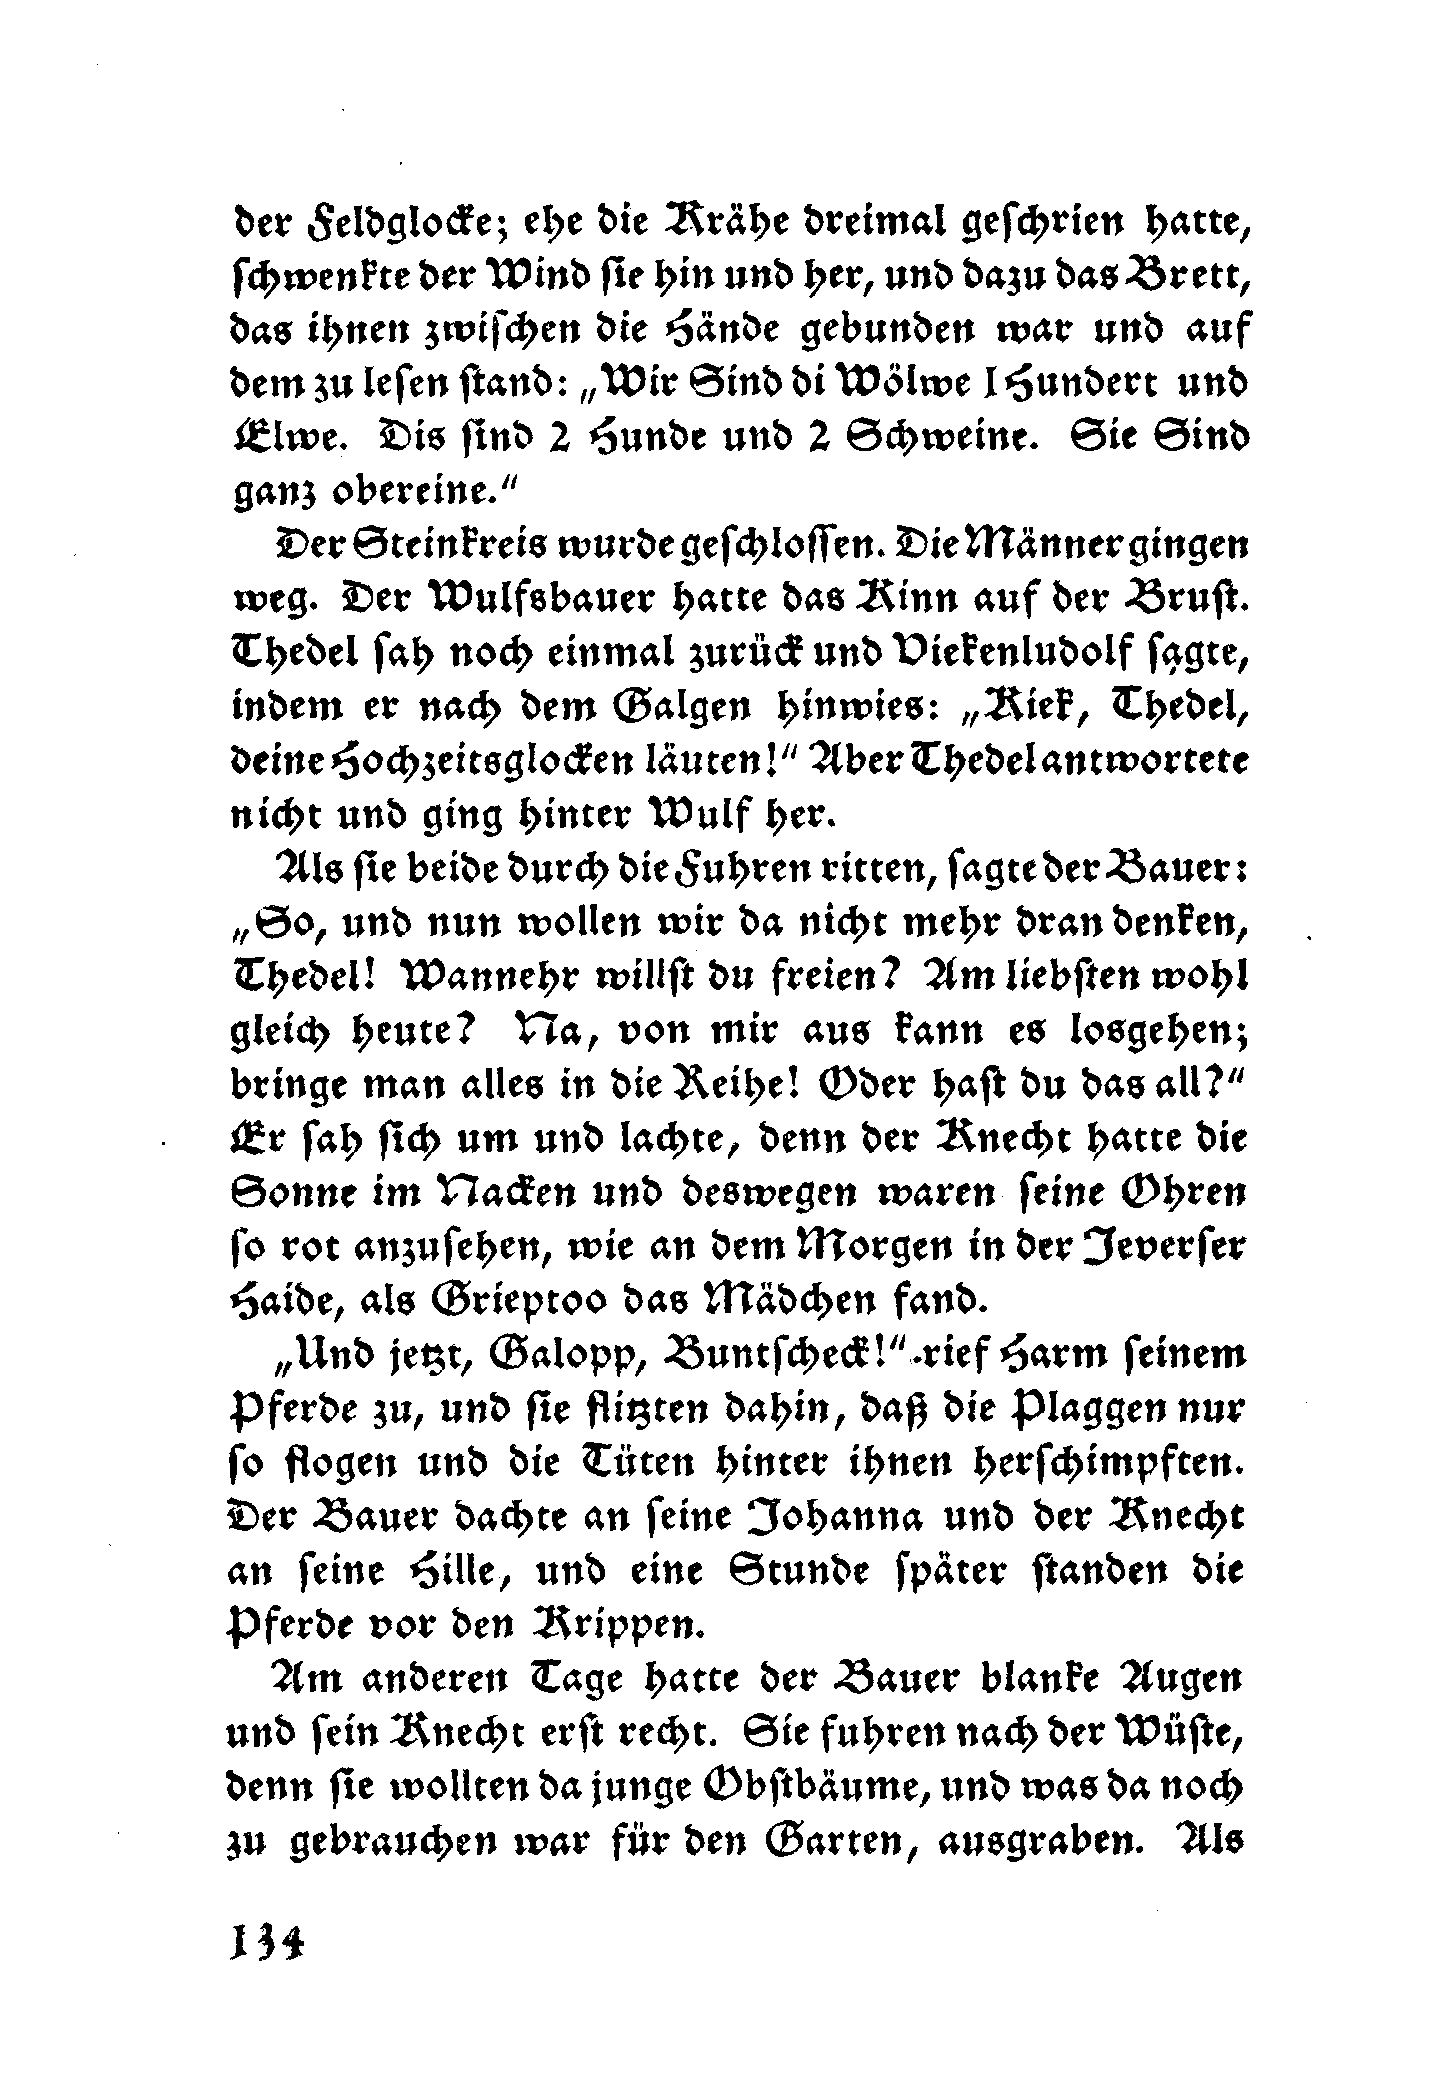 der Feldglocke; ehe die Krähe dreimal geſchrien hatte,
ſchwenkte der Wind ſie hin und her, und dazu das Brett,
das ihnen zwiſchen die Hände gebunden war und auf
dem zu leſen ſtand: „Wir Sind di Wölwe 1 Hundert und
Elwe. Dis ſind 2 Hunde und 2 Schweine. Sie Sind
ganz obereine.“
Der Steinkreis wurde geſchloſſen. Die Männer gingen
weg. Der Wulfsbauer hatte das Kinn auf der Bruſt.
Thedel ſah noch einmal zurück und Viekenludolf ſagte,
indem er nach dem Galgen hinwies: „Kiek, Thedel,
deine Hochzeitsglocken läuten!“ Aber Thedel antwortete
nicht und ging hinter Wulf her.
Als ſie beide durch die Fuhren ritten, ſagte der Bauer:
„So, und nun wollen wir da nicht mehr dran denken,
Thedel! Wannehr willſt du freien? Am liebſten wohl
gleich heute? Na, von mir aus kann es losgehen;
bringe man alles in die Reihe! Oder haſt du das all?“
Er ſah ſich um und lachte, denn der Knecht hatte die
Sonne im Nacken und deswegen waren ſeine Ohren
ſo rot anzuſehen, wie an dem Morgen in der Jeverſer
Haide, als Grieptoo das Mädchen fand.
„Und jetzt, Galopp, Buntſcheck!“ rief Harm ſeinem
Pferde zu, und ſie flitzten dahin, daß die Plaggen nur
ſo flogen und die Tüten hinter ihnen herſchimpften.
Der Bauer dachte an ſeine Johanna und der Knecht
an ſeine Hille, und eine Stunde ſpäter ſtanden die
Pferde vor den Krippen.
Am anderen Tage hatte der Bauer blanke Augen
und ſein Knecht erſt recht. Sie fuhren nach der Wüſte,
denn ſie wollten da junge Obſtbäume, und was da noch
zu gebrauchen war für den Garten, ausgraben. Als
134